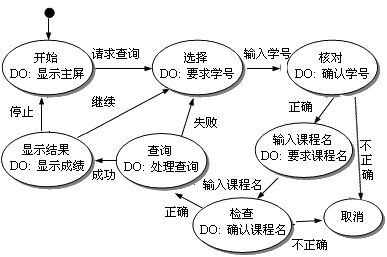 开始
DO: 显示主屏
请求查询
选择
DO: 要求学号
输入学号
核对
DO: 确认学号
停止
继续
失败
正确
不正确
输入课程名
DO: 要求课程名
显示结果
DO: 显示成绩
成功
查询
DO: 处理查询
输入课程名
正确
检查
DO: 确认课程名
不正确
取消